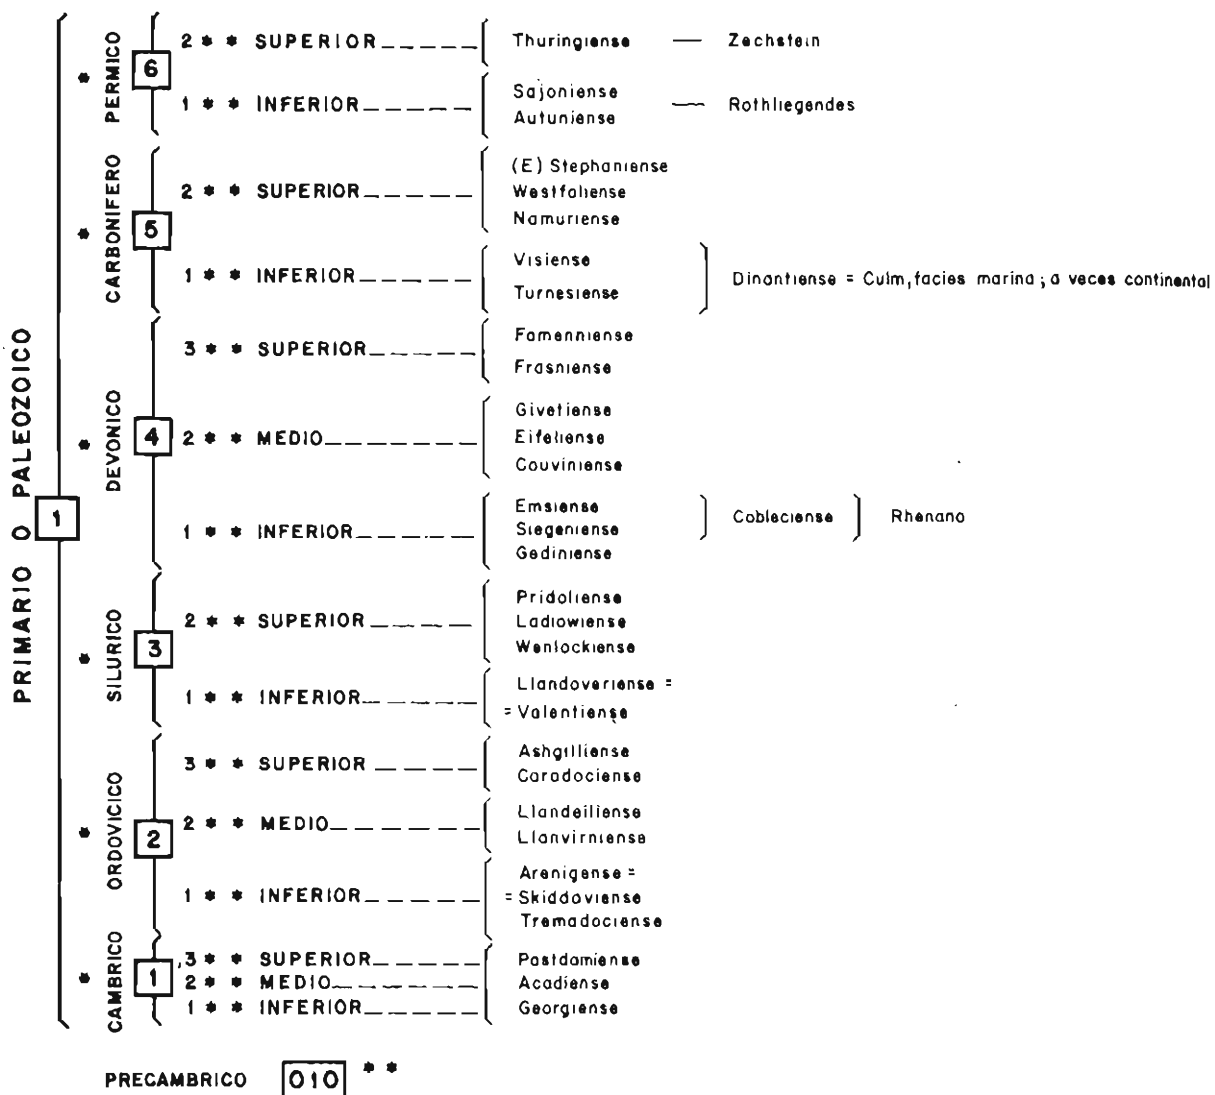 PRIMARIO O PALEOZOICO
1
* PERMICO
6
2 * * SUPERIOR Thuringiense — Zechstein
1 * * INFERIOR
Sajoniense
Autuniense
— Rothliegendes
* CARBONIFERO
5
2 * * SUPERIOR
(E) Stephaniense
Westfaliense
Namuriense
1 * * INFERIOR
Visiense
Turnesiense
Dinantiense = Culm, facies marina; a veces continental
* DEVONICO
4
3 * * SUPERIOR
Famenniense
Frasniense
2 * * MEDIO
Givetiense
Eifeliense
Couviniense
1 * * INFERIOR
Emsiense
Siegeniense
Gediniense
Cobleciense
Rhenano
* SILURICO
3
2 * * SUPERIOR
Pridoliense
Ladlowiense
Wenlockiense
1 * * INFERIOR
Llandoveriense =
= Valentiense
* ORDOVICICO
2
3 * * SUPERIOR
Ashgilliense
Caradociense
2 * * MEDIO
Llandeiliense
Llanvirniense
1 * * INFERIOR
Arenigense =
= Skiddaviense
Tremadociense
* CAMBRICO
1
3 * * SUPERIOR Postdamiense
2 * * MEDIO Acadiense
1 * * INFERIOR Georgiense
PRECAMBRICO 010 * *